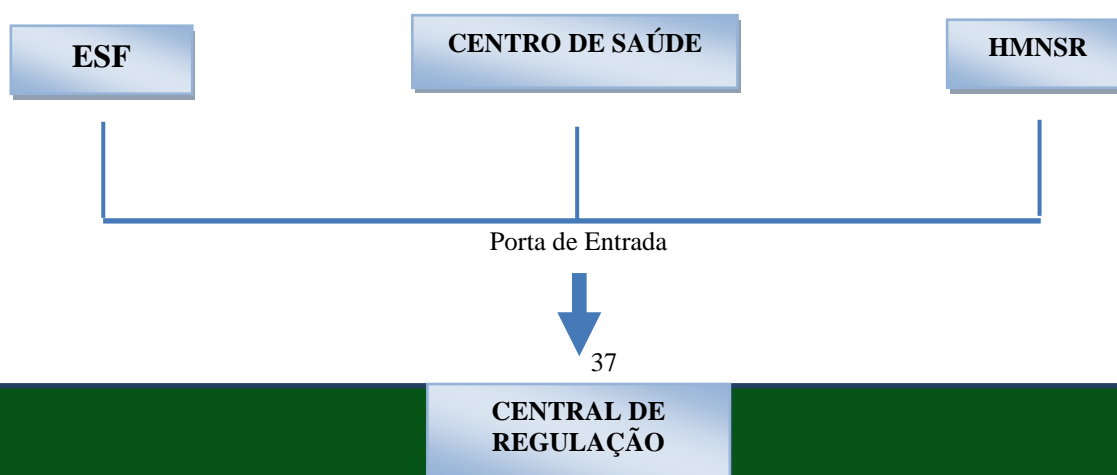 ESF
CENTRO DE SAÚDE
HMNSR
Porta de Entrada
37
CENTRAL DE
REGULAÇÃO